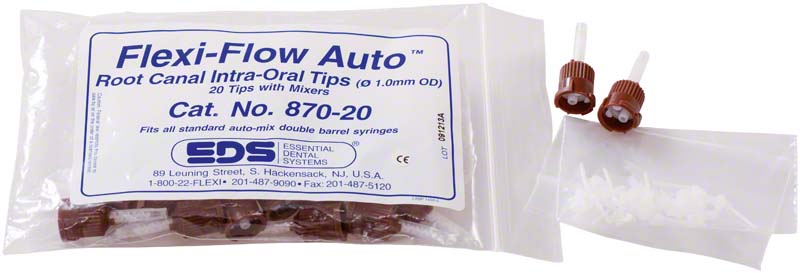 Flexi-Flow Auto™
Root Canal Intra-Oral Tips (Ø 1.0mm OD)
20 Tips with Mixers
Cat. No. 870-20
Fits all standard auto-mix double barrel syringes
EDS ESSENTIAL DENTAL SYSTEMS ®
89 Leuning Street, S. Hackensack, NJ, U.S.A.
1-800-22-FLEXI • 201-487-9090 • Fax: 201-487-5120
CE
LOT 091213A